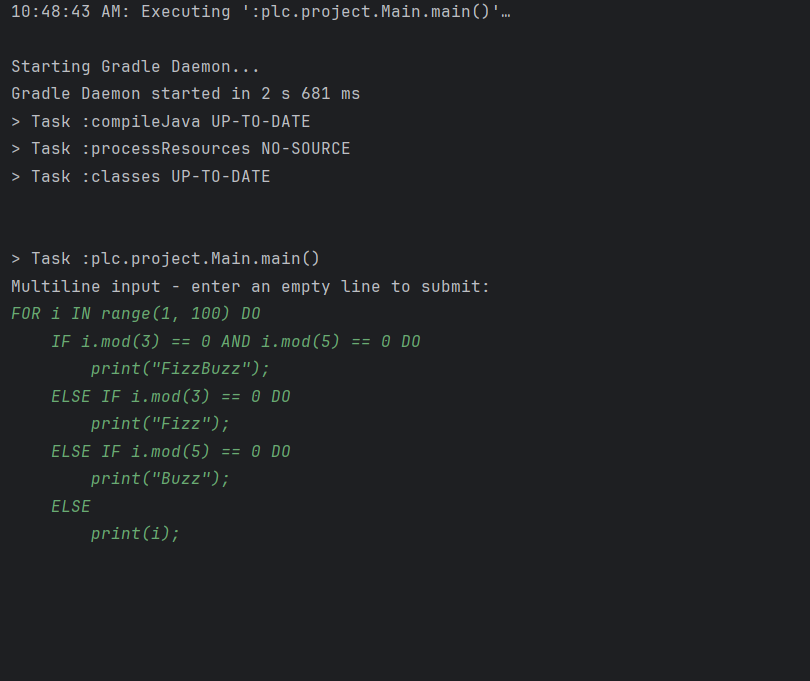 10:48:43 AM: Executing ':plc.project.Main.main()'…
Starting Gradle Daemon...
Gradle Daemon started in 2 s 681 ms
> Task :compileJava UP-TO-DATE
> Task :processResources NO-SOURCE
> Task :classes UP-TO-DATE
> Task :plc.project.Main.main()
Multiline input - enter an empty line to submit:
FOR i IN range(1, 100) DO
    IF i.mod(3) == 0 AND i.mod(5) == 0 DO
        print("FizzBuzz");
    ELSE IF i.mod(3) == 0 DO
        print("Fizz");
    ELSE IF i.mod(5) == 0 DO
        print("Buzz");
    ELSE
        print(i);